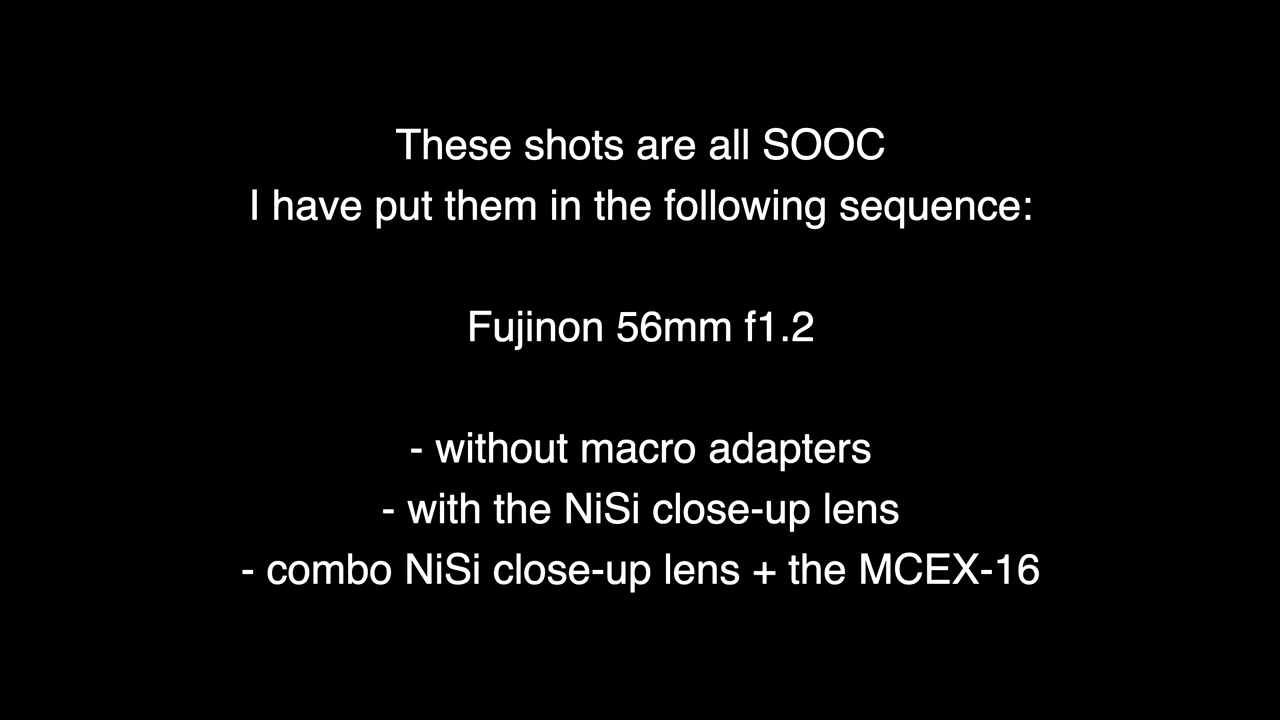 These shots are all SOOC
I have put them in the following sequence:
Fujinon 56mm f1.2
- without macro adapters
- with the NiSi close-up lens
- combo NiSi close-up lens + the MCEX-16